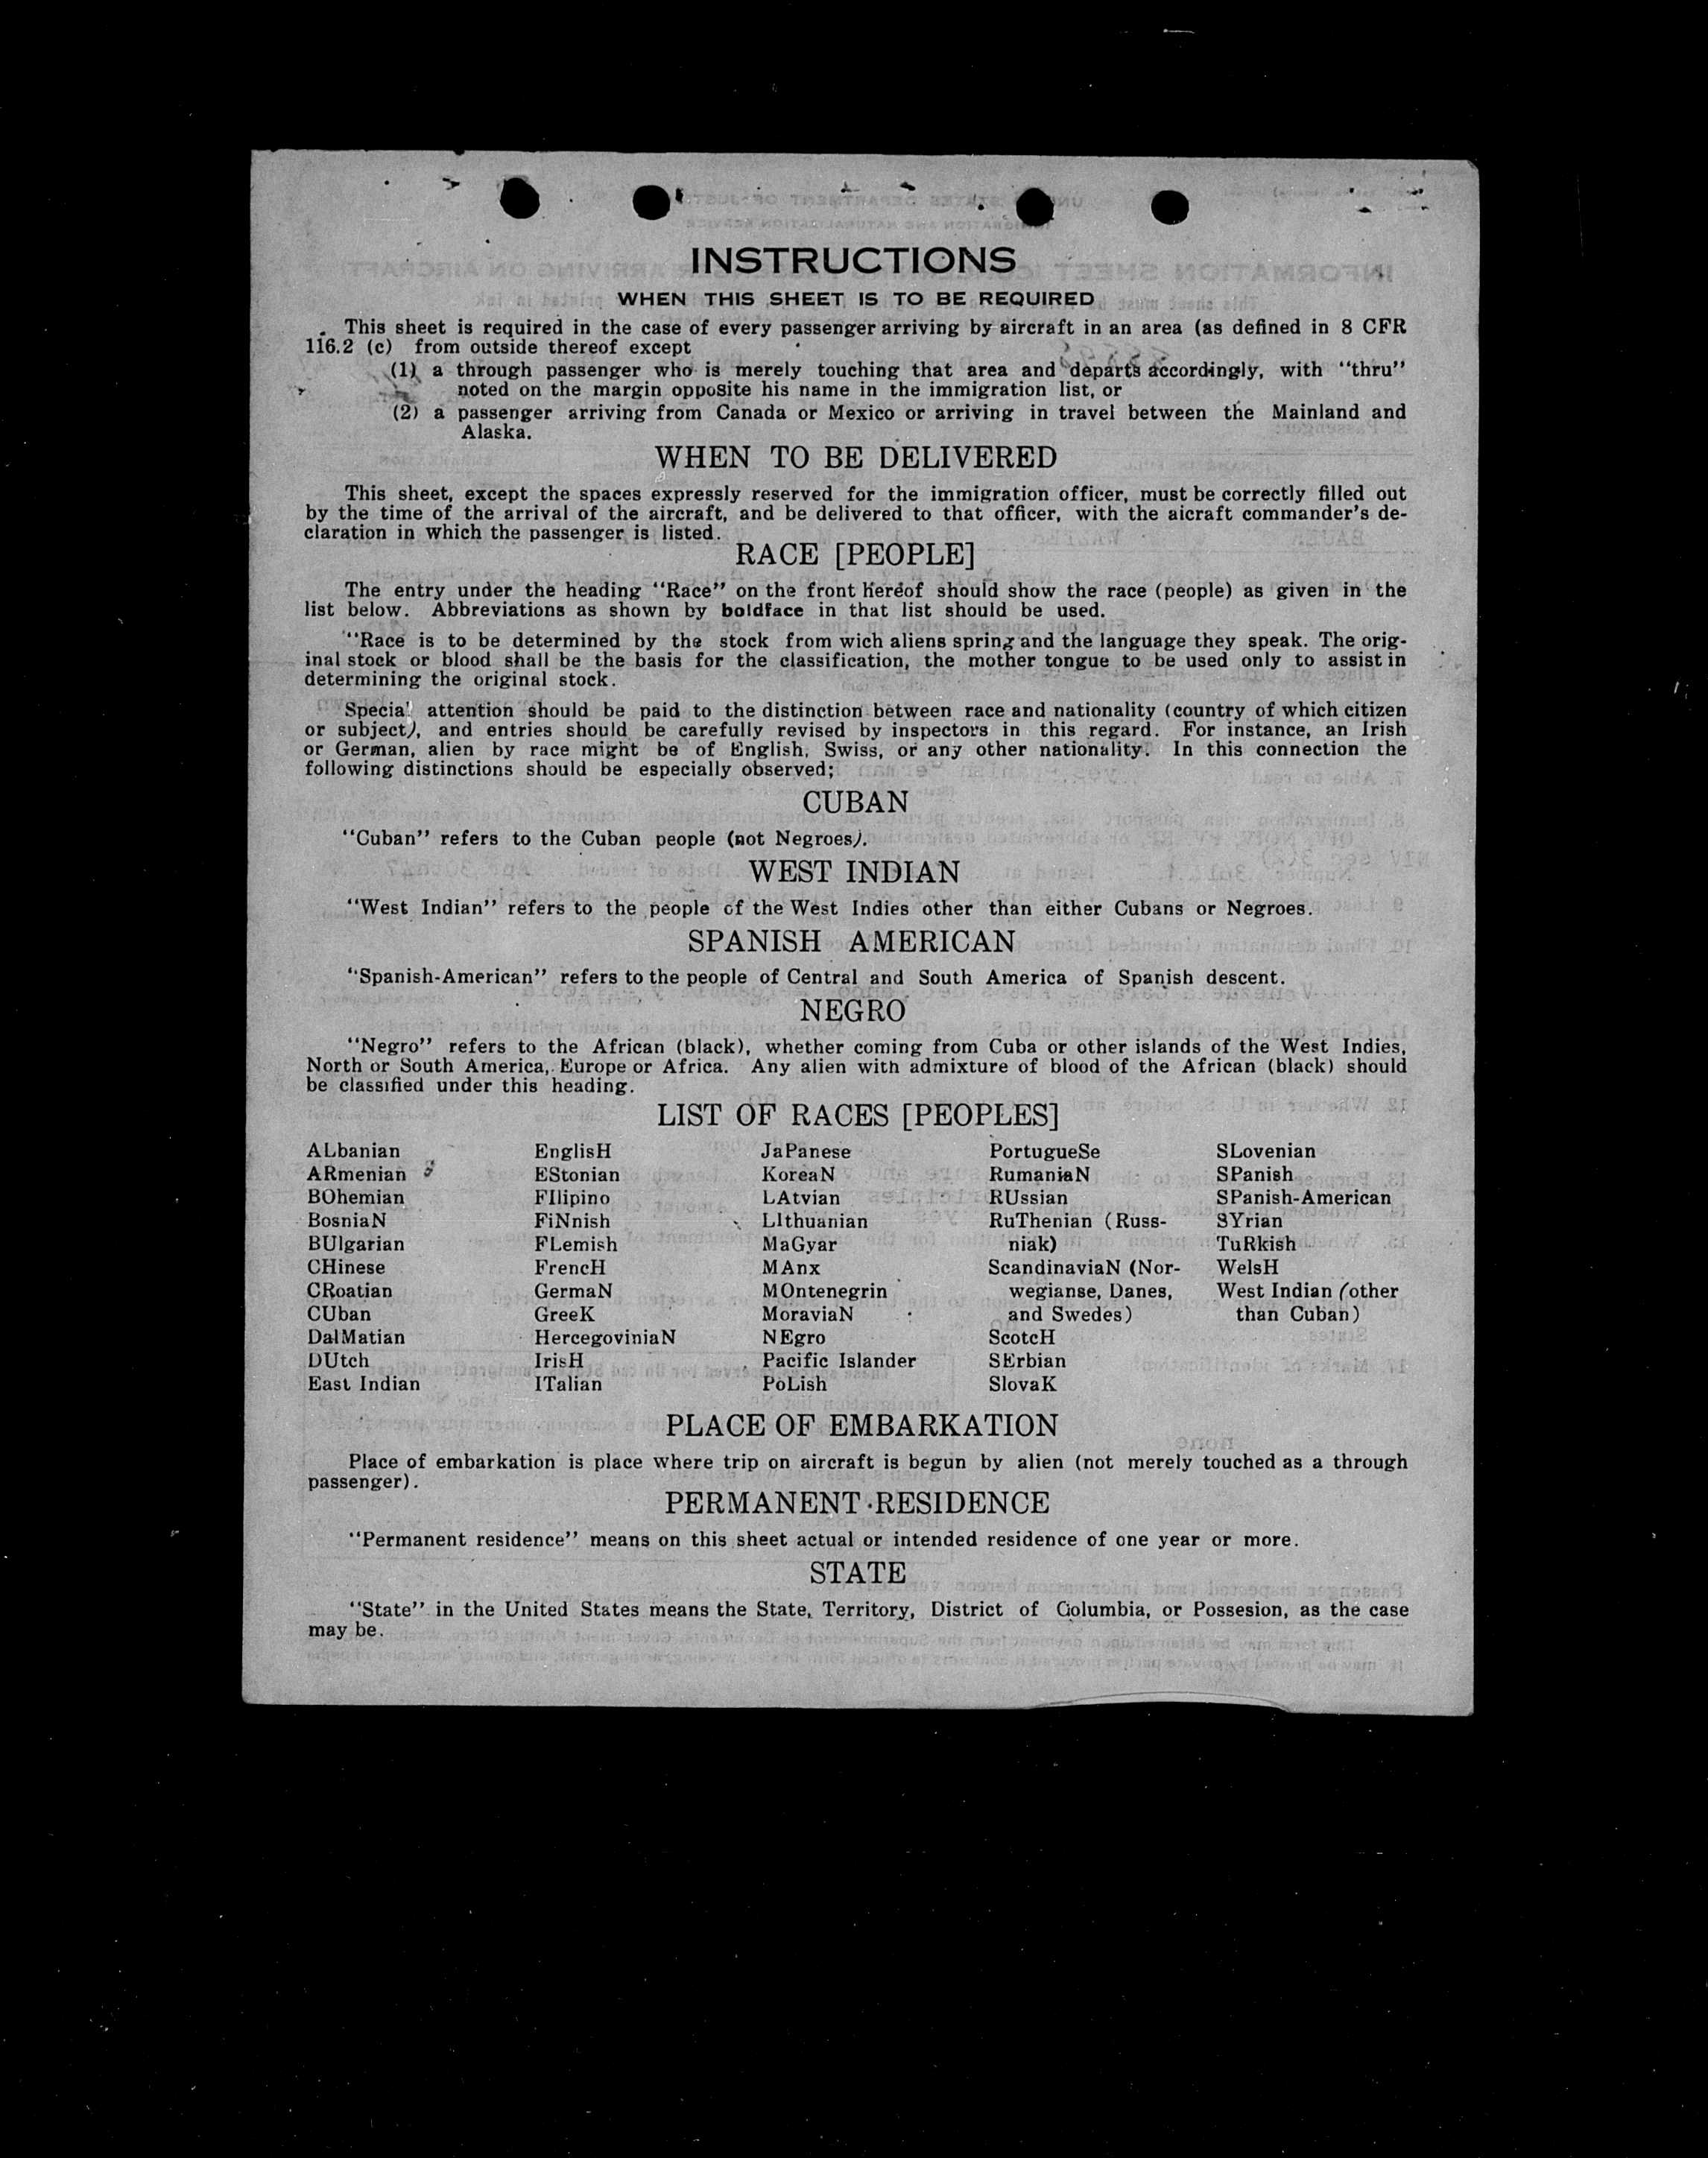 INSTRUCTIONS
WHEN THIS SHEET IS TO BE REQUIRED
This sheet is required in the case of every passenger arriving by aircraft in an area (as defined in 8 CFR
116.2 (c) from outside thereof except
(1) a through passenger who is merely touching that area and departs accordingly, with "thru"
noted on the margin opposite his name in the immigration list, or
(2) a passenger arriving from Canada or Mexico or arriving in travel between the Mainland and
Alaska.
WHEN TO BE DELIVERED
This sheet, except the spaces expressly reserved for the immigration officer, must be correctly filled out
by the time of the arrival of the aircraft, and be delivered to that officer, with the aicraft commander's de-
claration in which the passenger is listed.
RACE [PEOPLE]
The entry under the heading "Race" on the front hereof should show the race (people) as given in the
list below. Abbreviations as shown by boldface in that list should be used.
"Race is to be determined by the stock from wich aliens spring and the language they speak. The orig-
inal stock or blood shall be the basis for the classification, the mother tongue to be used only to assist in
determining the original stock.
Special attention should be paid to the distinction between race and nationality (country of which citizen
or subject), and entries should be carefully revised by inspectors in this regard. For instance, an Irish
or German, alien by race might be of English, Swiss, or any other nationality. In this connection the
following distinctions should be especially observed;
CUBAN
"Cuban" refers to the Cuban people (not Negroes).
WEST INDIAN
"West Indian" refers to the people of the West Indies other than either Cubans or Negroes.
SPANISH AMERICAN
"Spanish-American" refers to the people of Central and South America of Spanish descent.
NEGRO
"Negro" refers to the African (black), whether coming from Cuba or other islands of the West Indies,
North or South America, Europe or Africa. Any alien with admixture of blood of the African (black) should
be classified under this heading.
LIST OF RACES [PEOPLES]
ALbanian
ARmenian
BOhemian
BosniaN
BUlgarian
CHinese
CRoatian
CUban
DalMatian
DUtch
East Indian
EnglisH
EStonian
FIlipino
FiNnish
FLemish
FrencH
GermaN
GreeK
HercegoviniaN
IrisH
ITalian
JaPanese
KoreaN
LAtvian
LIthuanian
MaGyar
MAnx
MOntenegrin
MoraviaN
NEgro
Pacific Islander
PoLish
PortugueSe
RumaniaN
RUssian
RuThenian (Russ-
niak)
ScandinaviaN (Nor-
wegianse, Danes,
and Swedes)
ScotcH
SErbian
SlovaK
SLovenian
SPanish
SPanish-American
SYrian
TuRkish
WelsH
West Indian (other
than Cuban)
PLACE OF EMBARKATION
Place of embarkation is place where trip on aircraft is begun by alien (not merely touched as a through
passenger).
PERMANENT RESIDENCE
"Permanent residence" means on this sheet actual or intended residence of one year or more.
STATE
"State" in the United States means the State, Territory, District of Columbia, or Possesion, as the case
may be.